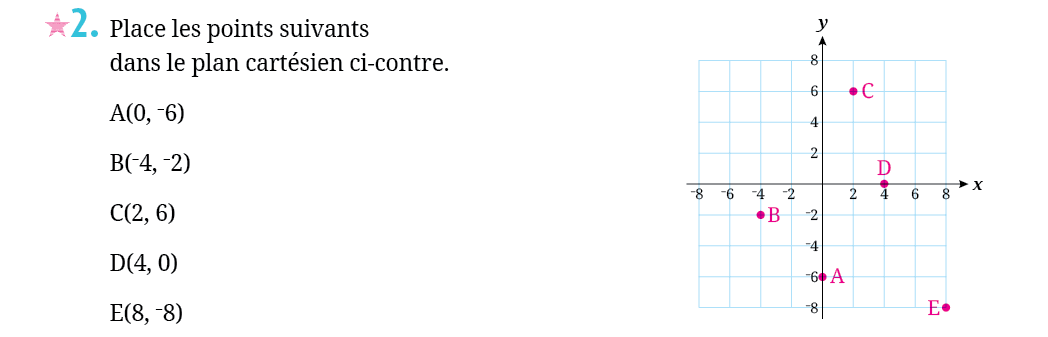 2. Place les points suivants
dans le plan cartésien ci-contre.
A(0, ⁻6)
B(⁻4, ⁻2)
C(2, 6)
D(4, 0)
E(8, ⁻8)
y
8
6
C
4
2
D
x
⁻8 ⁻6 ⁻4 ⁻2 2 4 6 8
B
⁻2
⁻4
⁻6
A
⁻8
E